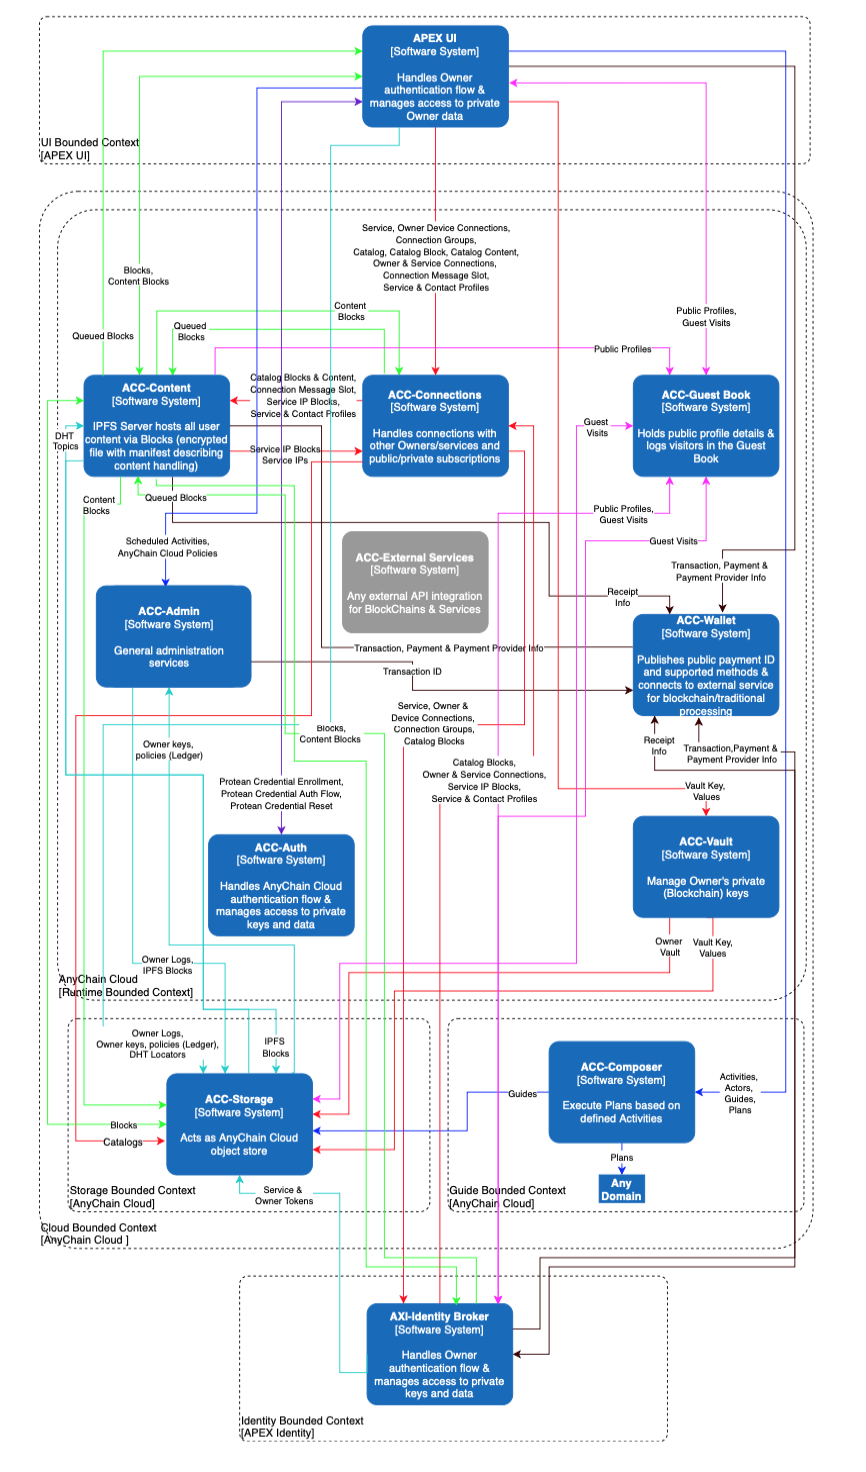 APEX UI
[Software System]
Handles Owner
authentication flow &
manages access to private
Owner data
UI Bounded Context
[APEX UI]
Service, Owner Device Connections,
Connection Groups,
Catalog, Catalog Block, Catalog Content,
Owner & Service Connections,
Connection Message Slot,
Service & Contact Profiles
Blocks,
Content Blocks
Public Profiles,
Guest Visits
Content
Blocks
Queued
Blocks
Queued Blocks
Public Profiles
ACC-Content
[Software System]
IPFS Server hosts all user
content via Blocks (encrypted
file with manifest describing
content handling)
Catalog Blocks & Content,
Connection Message Slot,
Service IP Blocks,
Service & Contact Profiles
ACC-Connections
[Software System]
Handles connections with
other Owners/services and
public/private subscriptions
ACC-Guest Book
[Software System]
Holds public profile details &
logs visitors in the Guest
Book
Guest
Visits
DHT
Topics
Service IP Blocks
Service IPs
Content
Blocks
Queued Blocks
Public Profiles,
Guest Visits
Guest Visits
Scheduled Activities,
AnyChain Cloud Policies
ACC-External Services
[Software System]
Any external API integration
for BlockChains & Services
Transaction, Payment &
Payment Provider Info
Receipt
Info
ACC-Admin
[Software System]
General administration
services
ACC-Wallet
[Software System]
Publishes public payment ID
and supported methods &
connects to external service
for blockchain/traditional
processing
Transaction, Payment & Payment Provider Info
Transaction ID
Service, Owner &
Device Connections,
Connection Groups,
Catalog Blocks
Blocks,
Content Blocks
Owner keys,
policies (Ledger)
Receipt
Info
Transaction,Payment &
Payment Provider Info
Catalog Blocks,
Owner & Service Connections,
Service IP Blocks,
Service & Contact Profiles
Protean Credential Enrollment,
Protean Credential Auth Flow,
Protean Credential Reset
Vault Key,
Values
ACC-Auth
[Software System]
Handles AnyChain Cloud
authentication flow &
manages access to private
keys and data
ACC-Vault
[Software System]
Manage Owner's private
(Blockchain) keys
Owner
Vault
Vault Key,
Values
Owner Logs,
IPFS Blocks
AnyChain Cloud
[Runtime Bounded Context]
Owner Logs,
Owner keys, policies (Ledger),
DHT Locators
IPFS
Blocks
ACC-Storage
[Software System]
Acts as AnyChain Cloud
object store
Blocks
Catalogs
ACC-Composer
[Software System]
Execute Plans based on
defined Activities
Guides
Activities,
Actors,
Guides,
Plans
Plans
Any
Domain
Storage Bounded Context
[AnyChain Cloud]
Service &
Owner Tokens
Guide Bounded Context
[AnyChain Cloud]
Cloud Bounded Context
[AnyChain Cloud ]
AXI-Identity Broker
[Software System]
Handles Owner
authentication flow &
manages access to private
keys and data
Identity Bounded Context
[APEX Identity]